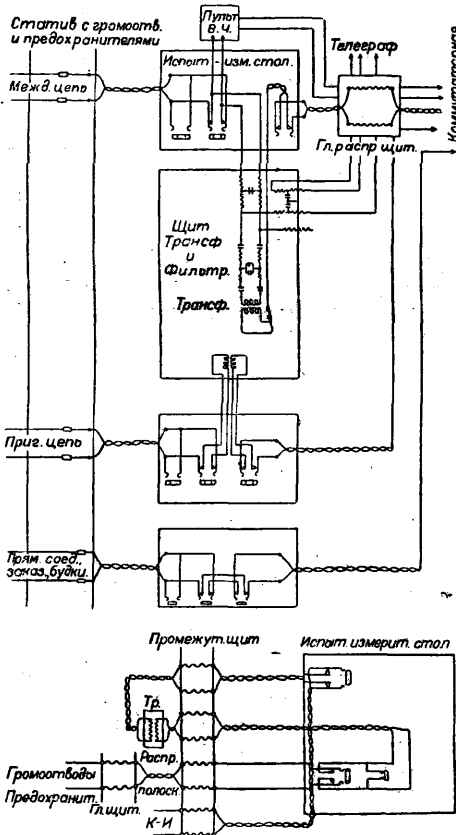 Статив с громоотв.
и предохранителями
Пульт
В.Ч.
Телеграф
Коммутаторная
Испыт.-изм. стол.
Межд. цепь
Гл. распр. щит.
Щит
Трансф
и
Фильтр.
Трансф.
Приг. цепь
Прям. соед.,
заказ., будки.
Промежут. щит
Испыт. измерит. стол
Тр.
Распр.
Громоотводы
полоск.
Предохранит.
Гл. щит.
К-И